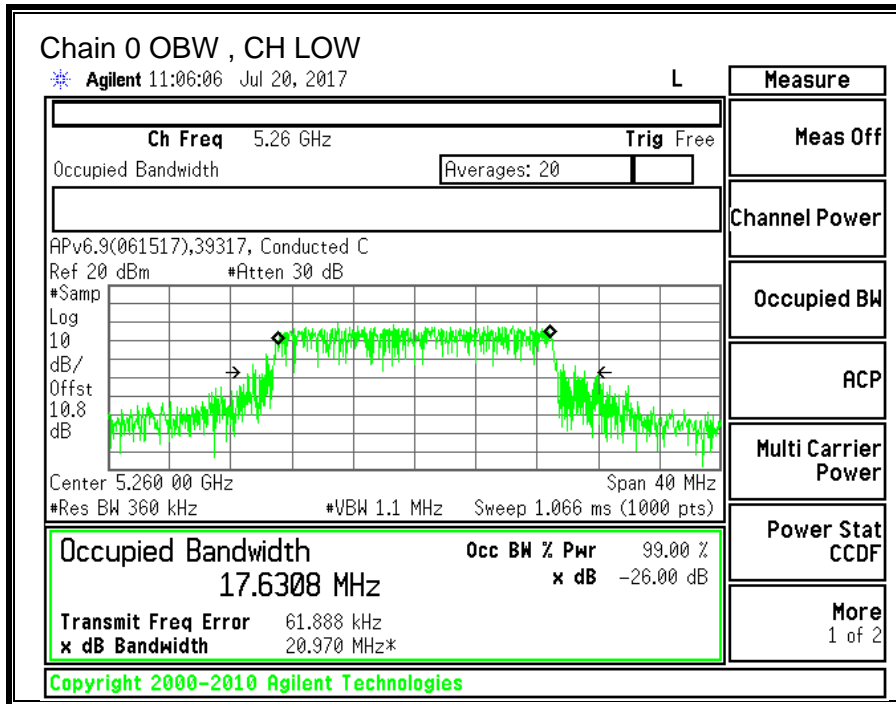 Chain 0 OBW , CH LOW
Agilent 11:06:06 Jul 20, 2017 L
Measure
Ch Freq 5.26 GHz Trig Free
Occupied Bandwidth Averages: 20
APv6.9(061517),39317, Conducted C
Ref 20 dBm #Atten 30 dB
#Samp
Log
10
dB/
Offst
10.8
dB
Center 5.260 00 GHz Span 40 MHz
#Res BW 360 kHz #VBW 1.1 MHz Sweep 1.066 ms (1000 pts)
Occupied Bandwidth Occ BW % Pwr 99.00 %
17.6308 MHz x dB -26.00 dB
Transmit Freq Error 61.888 kHz
x dB Bandwidth 20.970 MHz*
Copyright 2000-2010 Agilent Technologies
Meas Off
Channel Power
Occupied BW
ACP
Multi Carrier
Power
Power Stat
CCDF
More
1 of 2